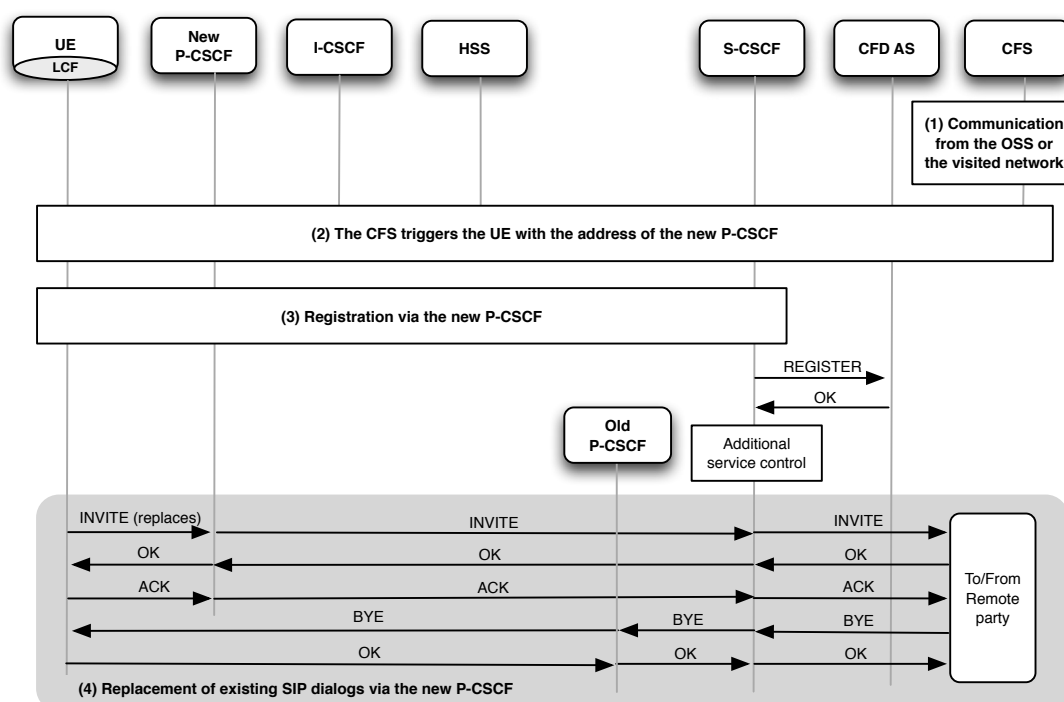 UE
LCF
New
P-CSCF
I-CSCF
HSS
S-CSCF
CFD AS
CFS
(1) Communication
from the OSS or
the visited network
(2) The CFS triggers the UE with the address of the new P-CSCF
(3) Registration via the new P-CSCF
REGISTER
OK
Old
P-CSCF
Additional
service control
INVITE (replaces)
INVITE
INVITE
OK
OK
OK
ACK
ACK
ACK
BYE
BYE
BYE
OK
OK
OK
To/From
Remote
party
(4) Replacement of existing SIP dialogs via the new P-CSCF